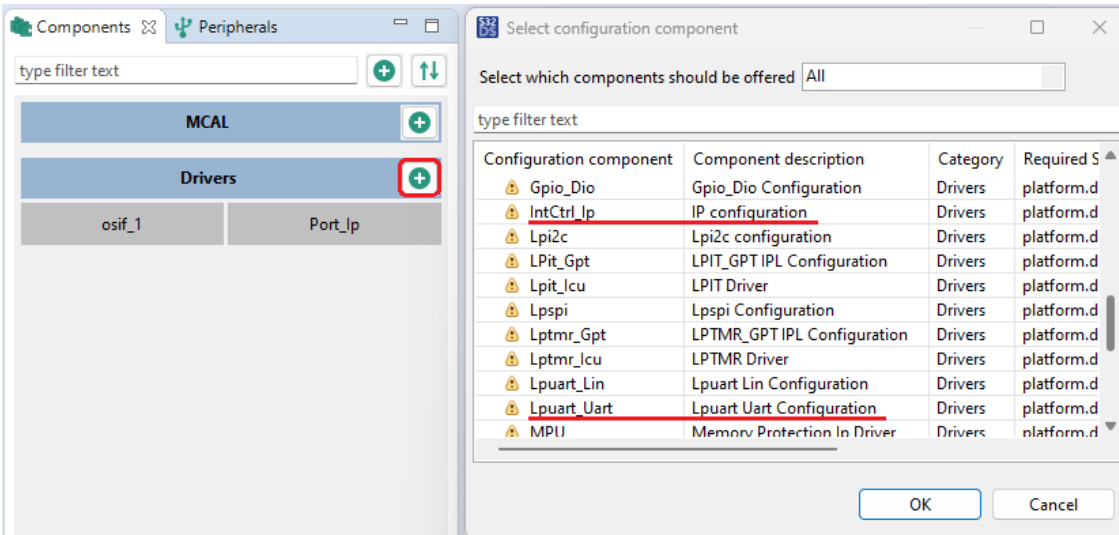 Components Peripherals
type filter text
MCAL
Drivers
osif_1 Port_Ip
S32 DS Select configuration component
Select which components should be offered All
type filter text
Configuration component Component description Category Required S
Gpio_Dio Gpio_Dio Configuration Drivers platform.d
IntCtrl_Ip IP configuration Drivers platform.d
Lpi2c Lpi2c configuration Drivers platform.d
LPit_Gpt LPIT_GPT IPL Configuration Drivers platform.d
Lpit_Icu LPIT Driver Drivers platform.d
Lpspi Lpspi Configuration Drivers platform.d
Lptmr_Gpt LPTMR_GPT IPL Configuration Drivers platform.d
Lptmr_Icu LPTMR Driver Drivers platform.d
Lpuart_Lin Lpuart Lin Configuration Drivers platform.d
Lpuart_Uart Lpuart Uart Configuration Drivers platform.d
MPU Memory Protection Ip Driver Drivers platform.d
OK Cancel